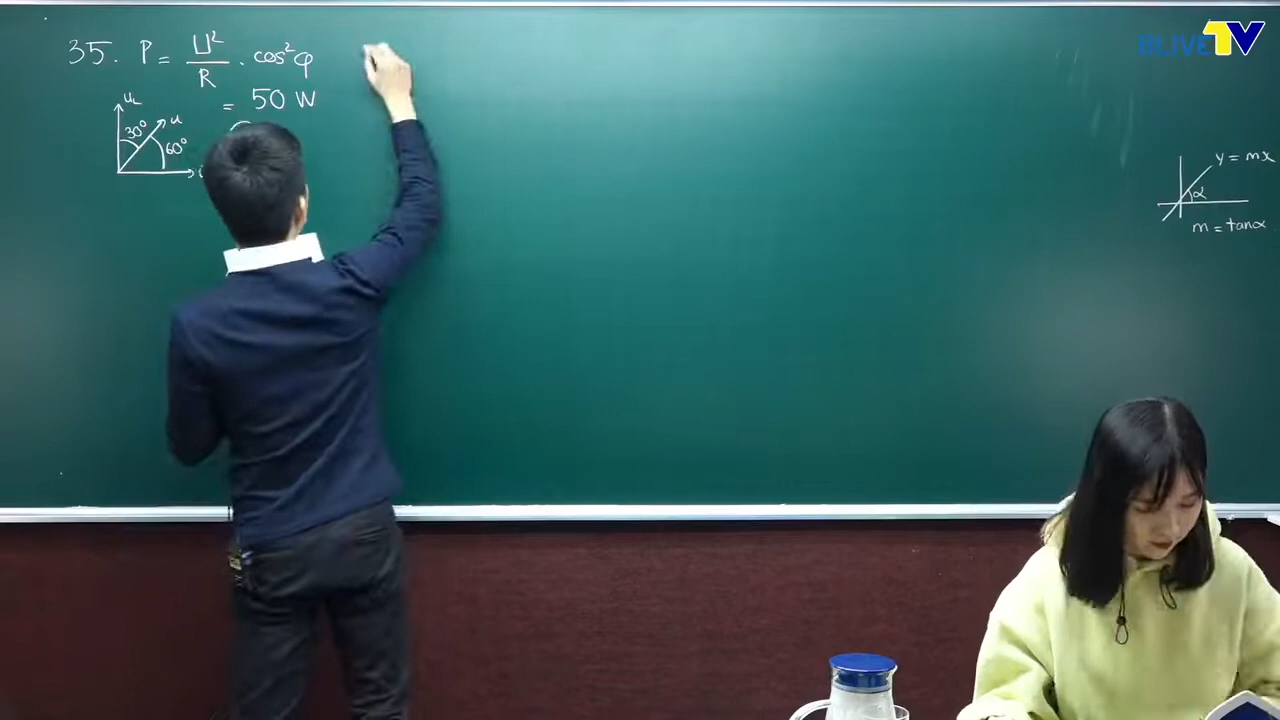 35. P = U²/R . cos²φ
= 50 W
u_L
30°
u
60°
BLIVE TV
y = mx
α
m = tanα